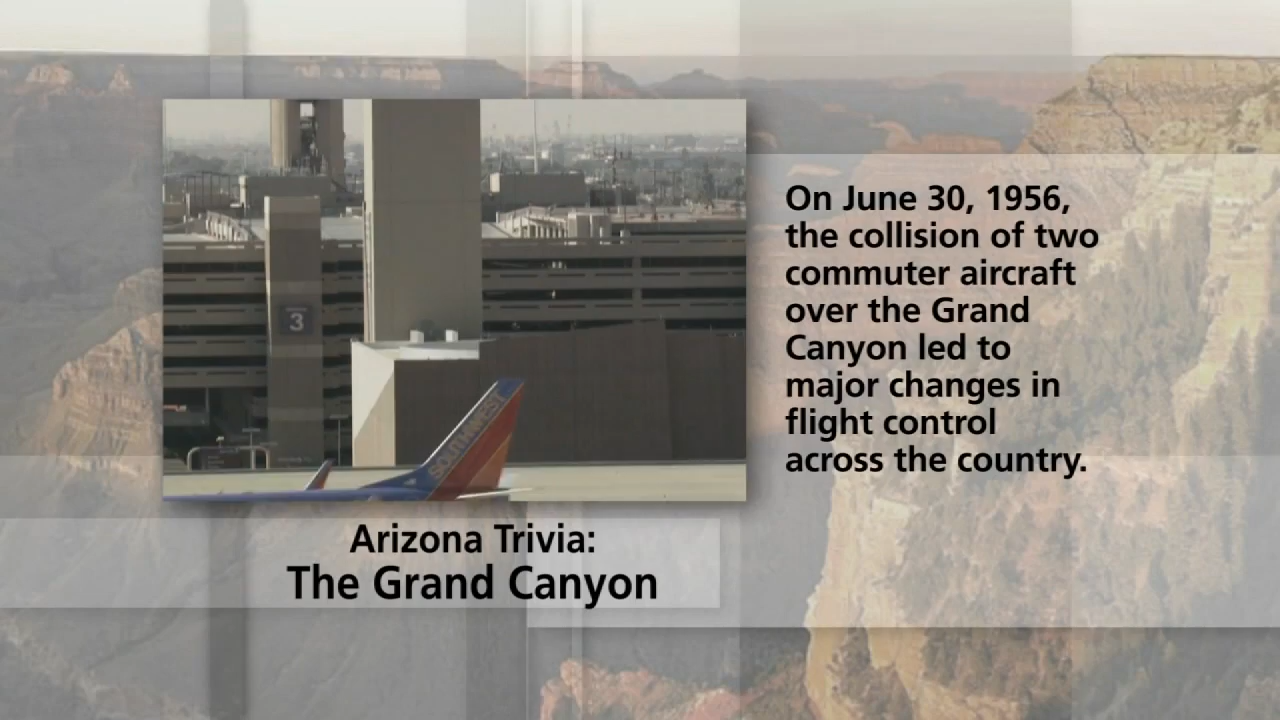 3
SOUTHWEST
Arizona Trivia:
The Grand Canyon
On June 30, 1956,
the collision of two
commuter aircraft
over the Grand
Canyon led to
major changes in
flight control
across the country.